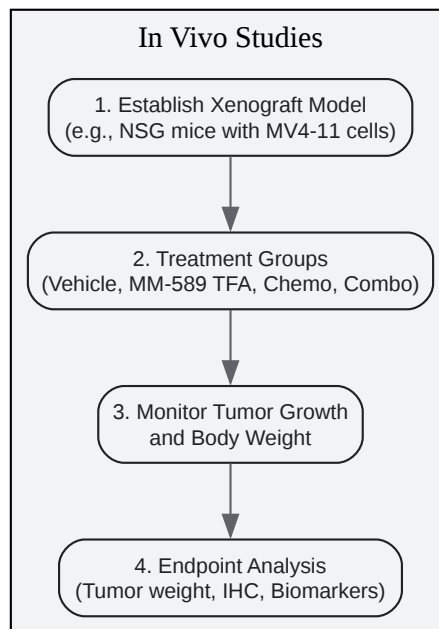 In Vivo Studies
1. Establish Xenograft Model
(e.g., NSG mice with MV4-11 cells)
2. Treatment Groups
(Vehicle, MM-589 TFA, Chemo, Combo)
3. Monitor Tumor Growth
and Body Weight
4. Endpoint Analysis
(Tumor weight, IHC, Biomarkers)